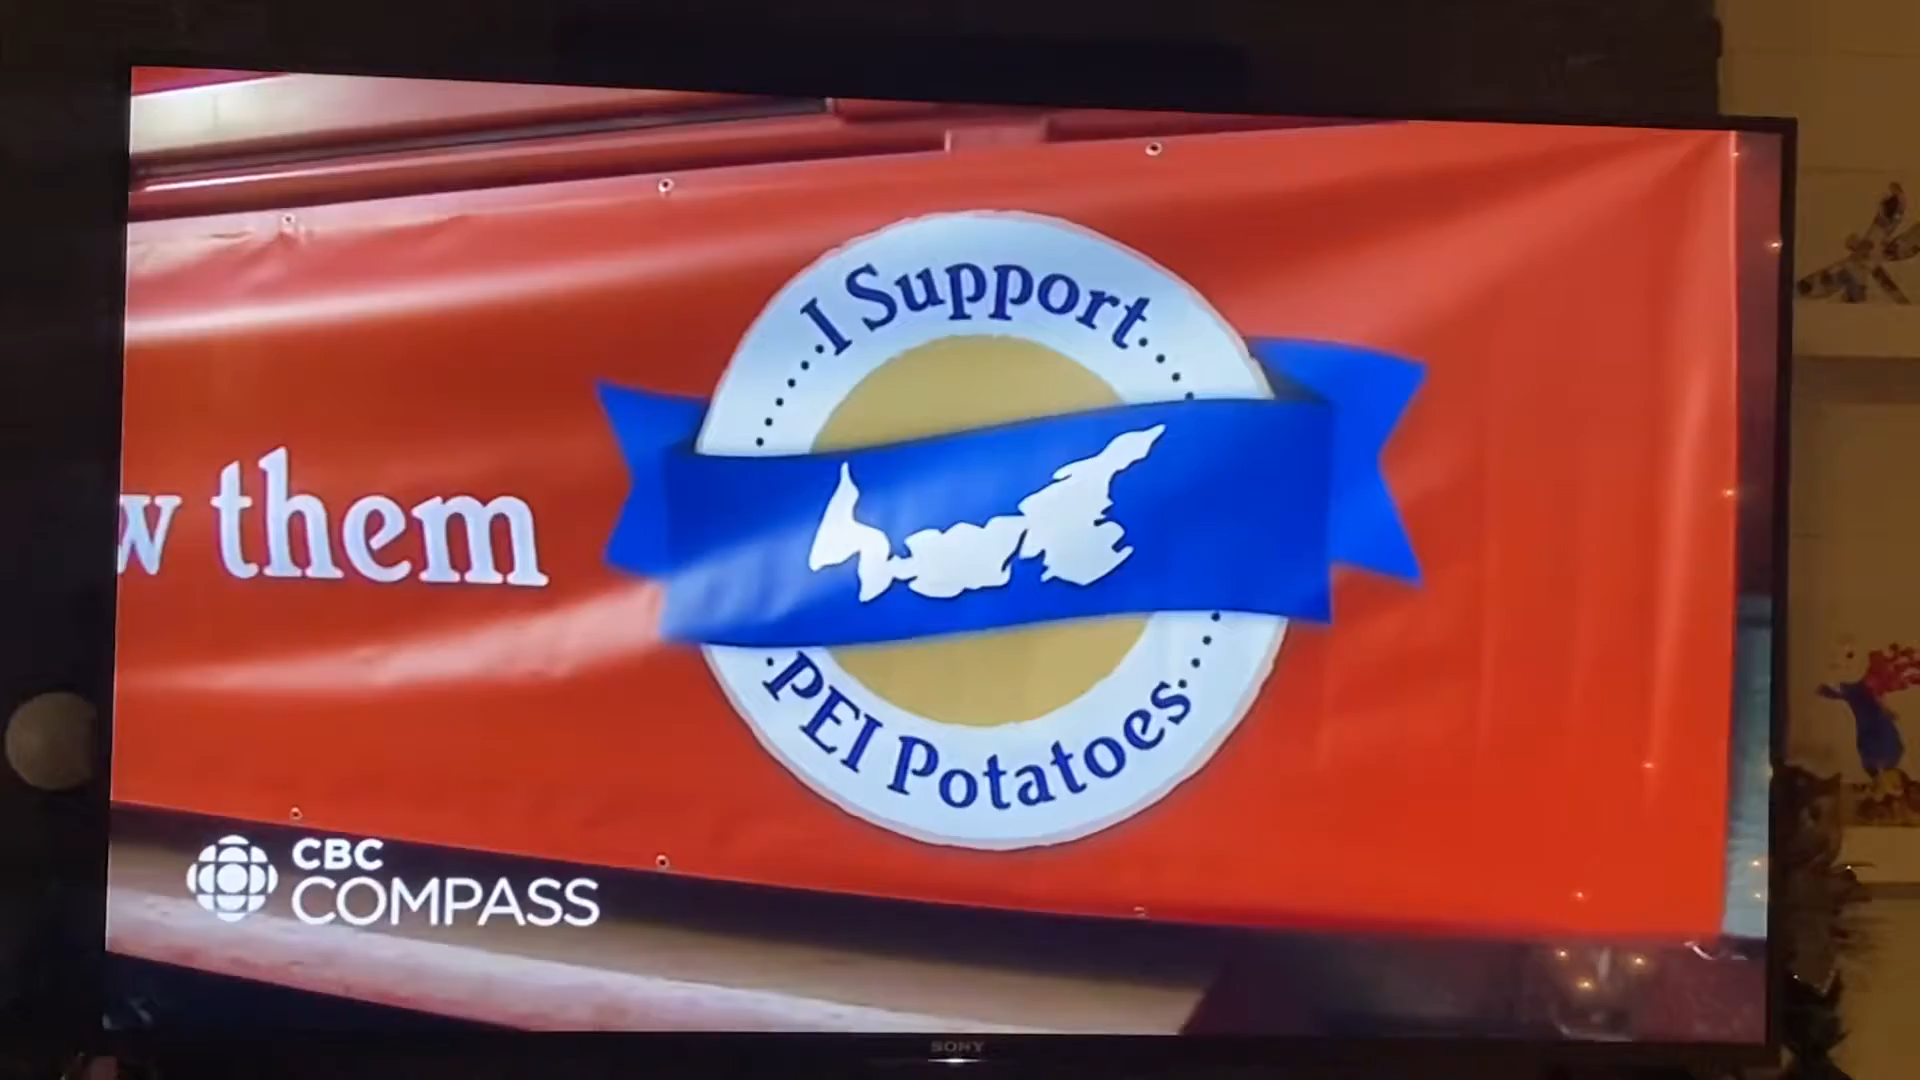 I Support
w them
PEI Potatoes
CBC
COMPASS
SONY